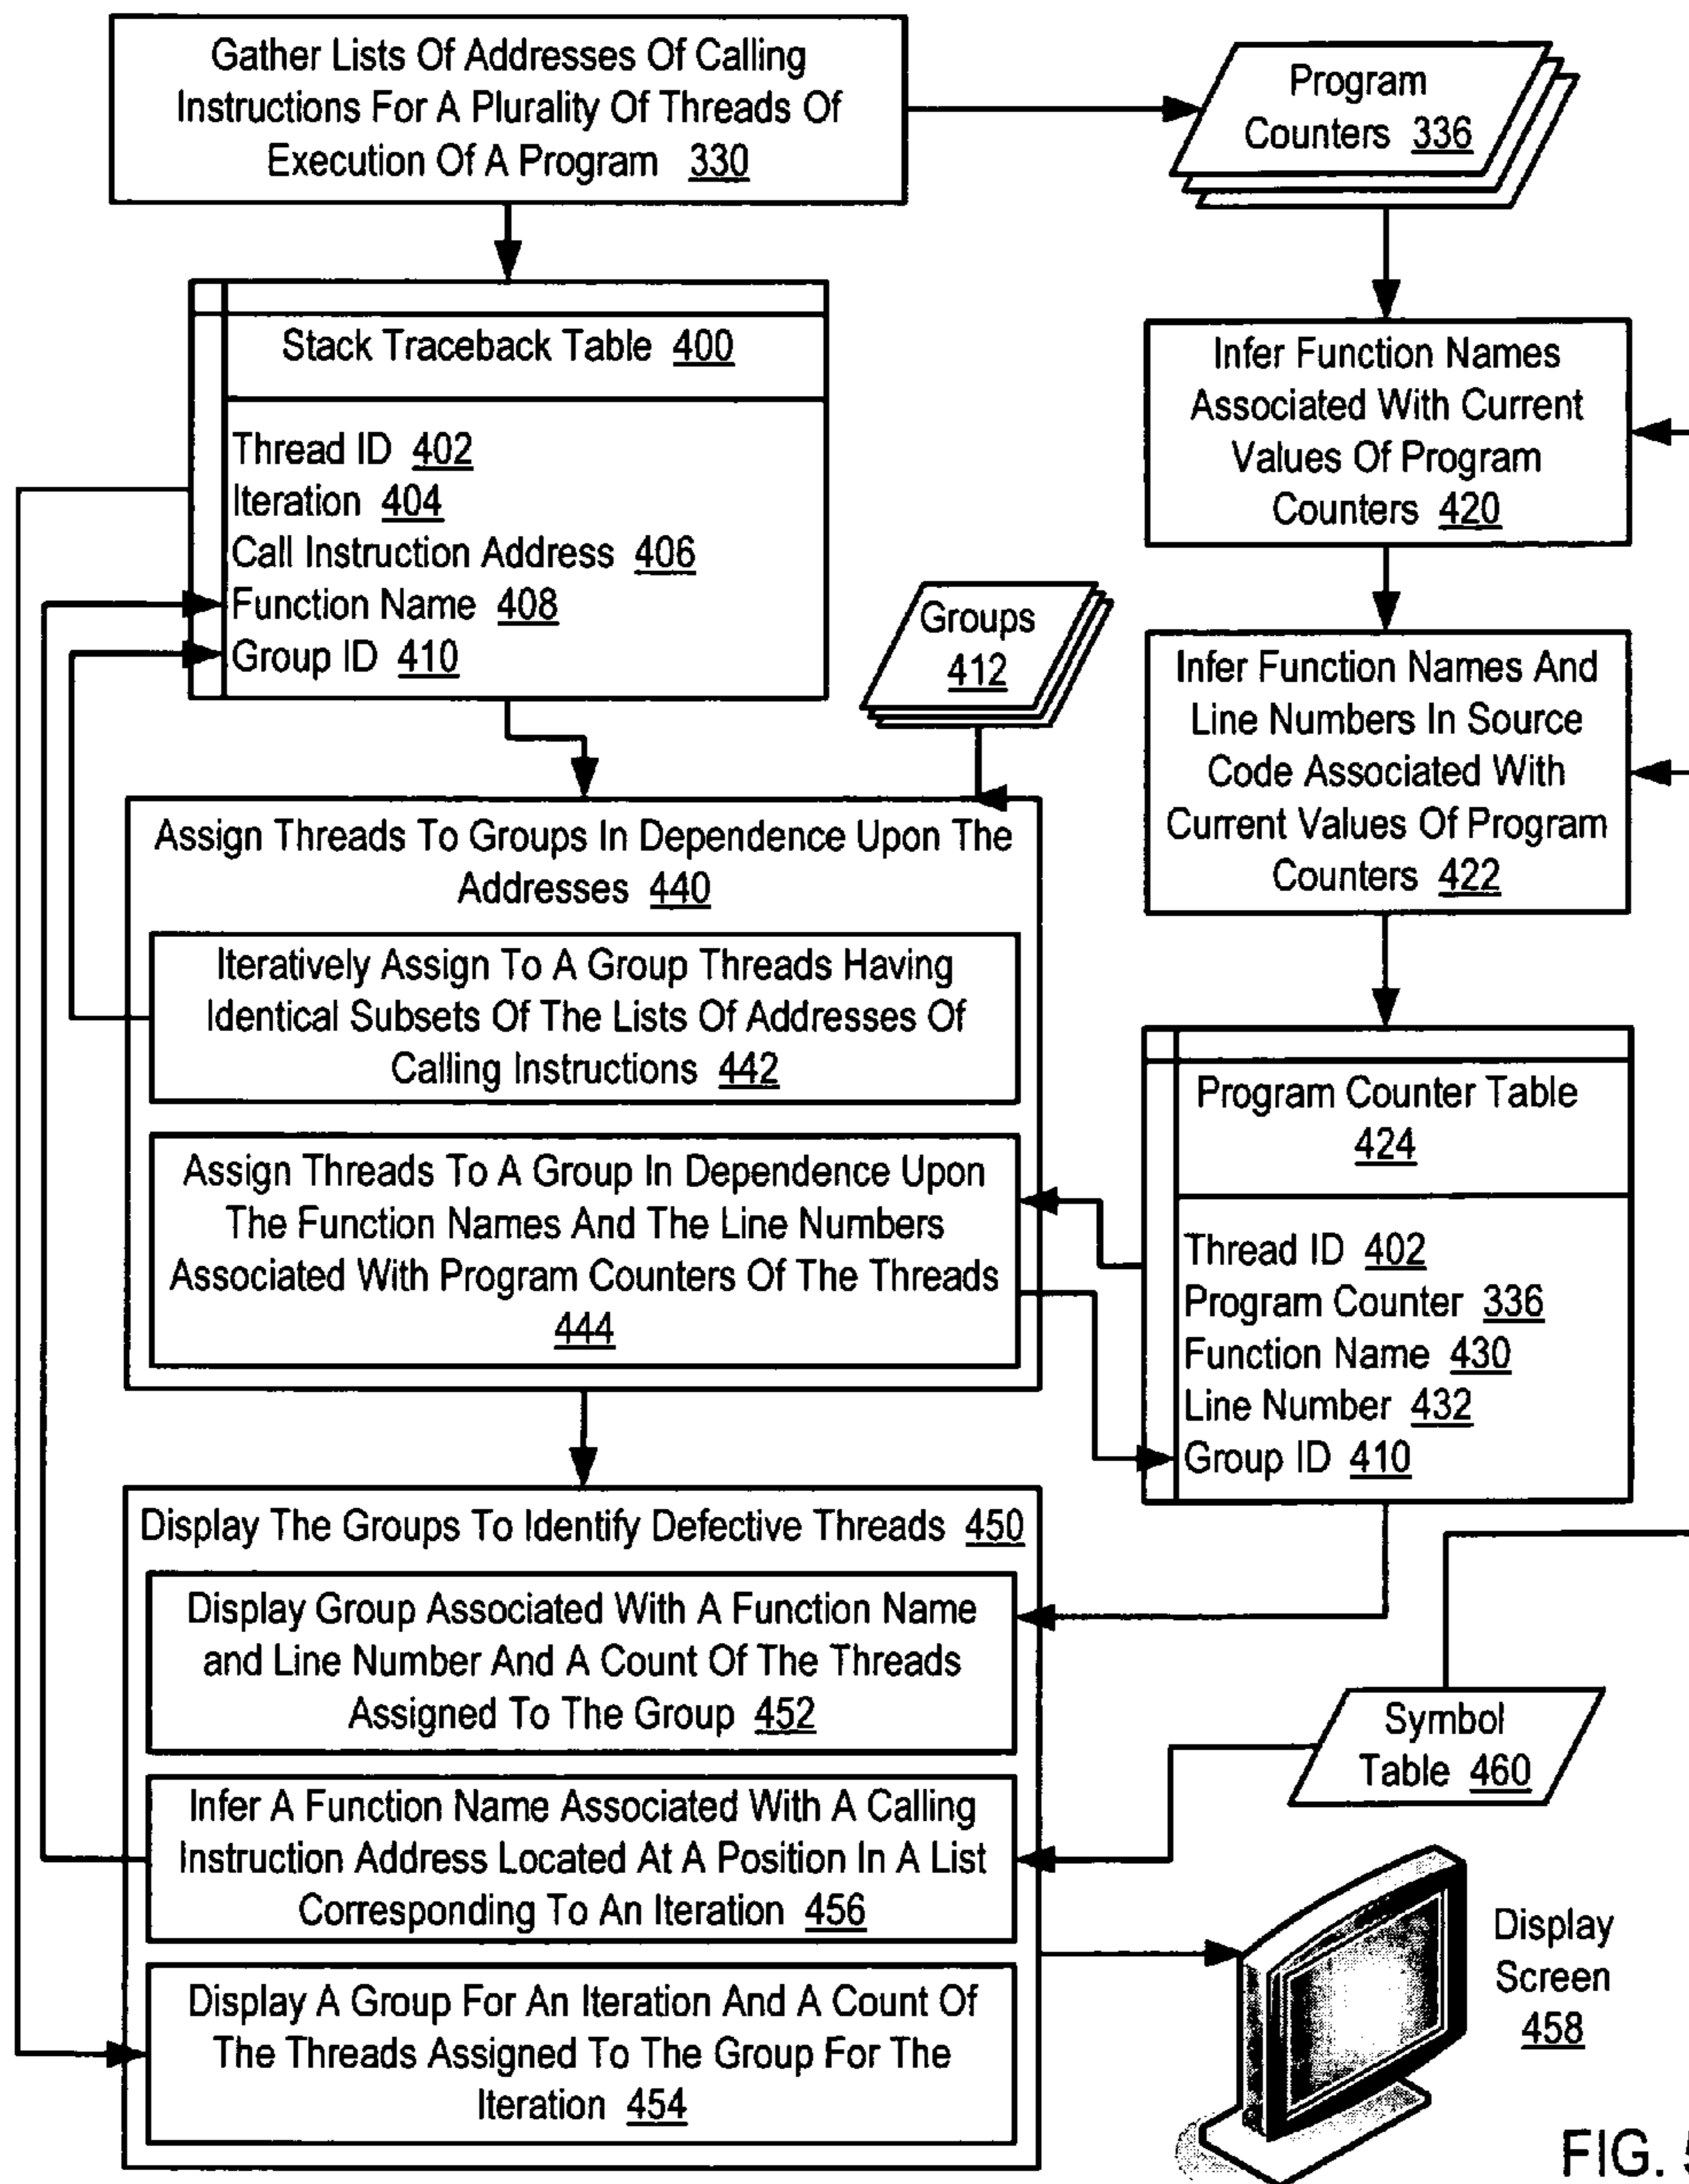 Gather Lists Of Addresses Of Calling
Instructions For A Plurality Of Threads Of
Execution Of A Program 330
Program
Counters 336
Stack Traceback Table 400
Thread ID 402
Iteration 404
Call Instruction Address 406
Function Name 408
Group ID 410
Infer Function Names
Associated With Current
Values Of Program
Counters 420
Groups
412
Infer Function Names And
Line Numbers In Source
Code Associated With
Current Values Of Program
Counters 422
Assign Threads To Groups In Dependence Upon The
Addresses 440
Iteratively Assign To A Group Threads Having
Identical Subsets Of The Lists Of Addresses Of
Calling Instructions 442
Assign Threads To A Group In Dependence Upon
The Function Names And The Line Numbers
Associated With Program Counters Of The Threads
444
Program Counter Table
424
Thread ID 402
Program Counter 336
Function Name 430
Line Number 432
Group ID 410
Display The Groups To Identify Defective Threads 450
Display Group Associated With A Function Name
and Line Number And A Count Of The Threads
Assigned To The Group 452
Infer A Function Name Associated With A Calling
Instruction Address Located At A Position In A List
Corresponding To An Iteration 456
Display A Group For An Iteration And A Count Of
The Threads Assigned To The Group For The
Iteration 454
Symbol
Table 460
Display
Screen
458
FIG. 5